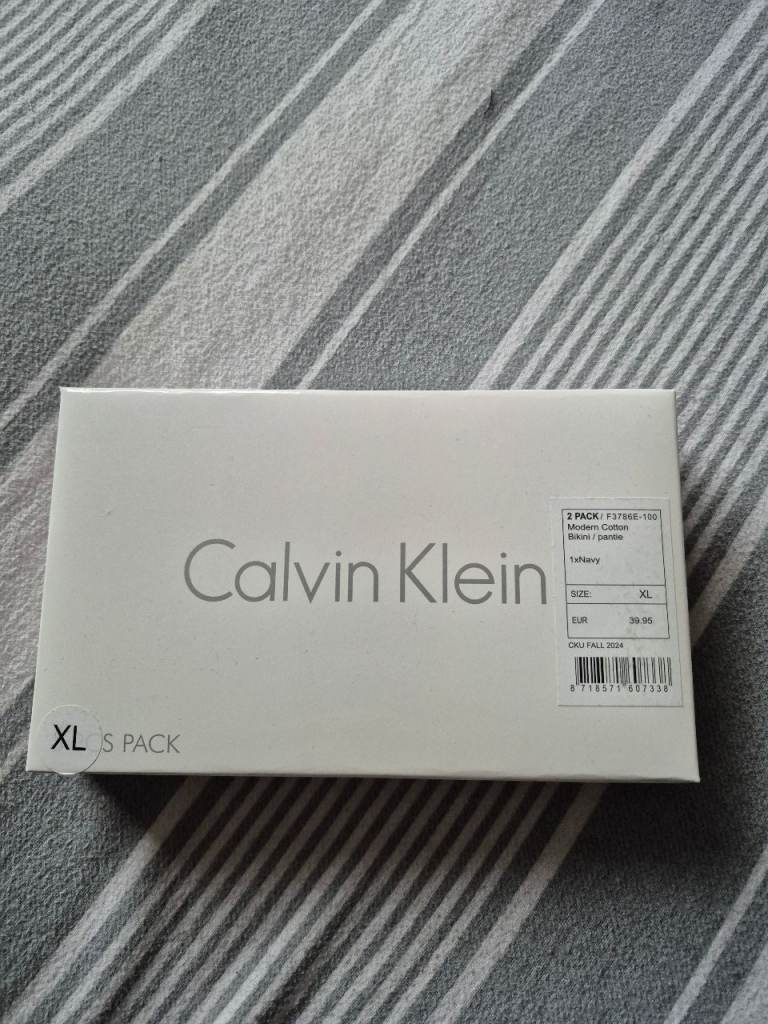 Calvin Klein
2 PACK / F3786E-100
Modern Cotton
Bikini / pantie
1xNavy
SIZE: XL
EUR 39.95
CKU FALL 2024
8 718571 607338
XL
S PACK